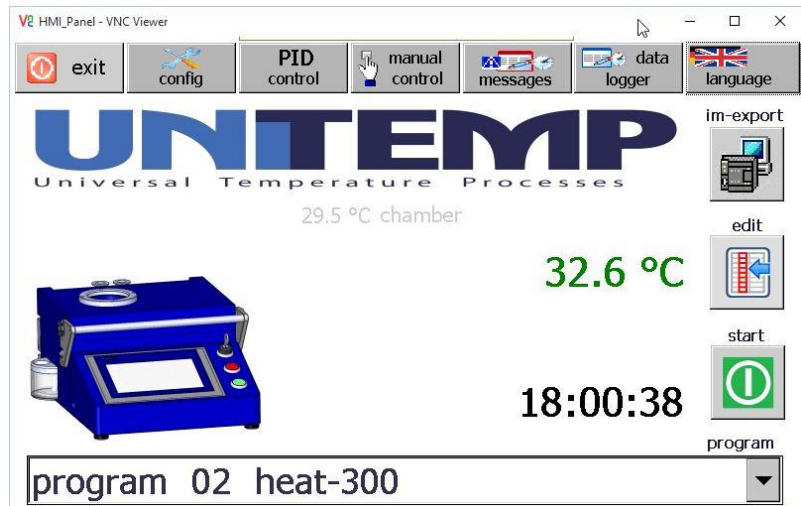 HMI_Panel - VNC Viewer
exit
config
PID
control
manual
control
messages
data
logger
language
UNITEMP
Universal Temperature Processes
im-export
29.5 °C chamber
edit
32.6 °C
start
18:00:38
program
program 02 heat-300